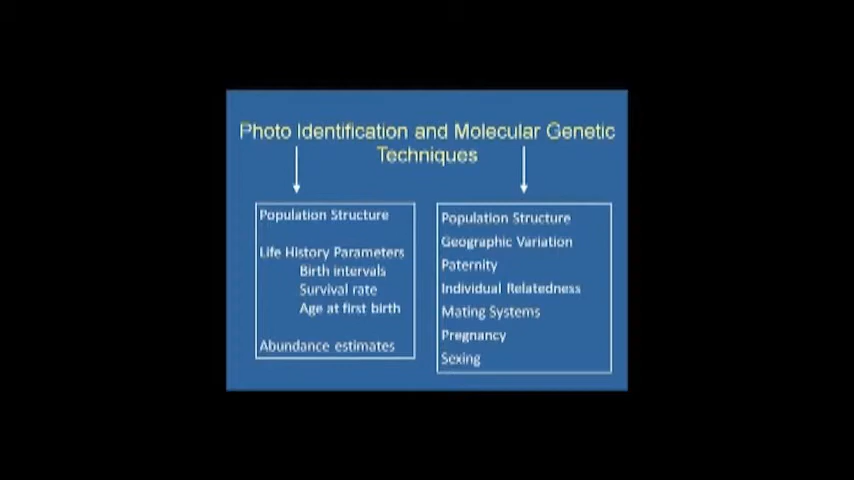 Photo Identification and Molecular Genetic
Techniques
Population Structure
Life History Parameters
Birth intervals
Survival rate
Age at first birth
Abundance estimates
Population Structure
Geographic Variation
Paternity
Individual Relatedness
Mating Systems
Pregnancy
Sexing